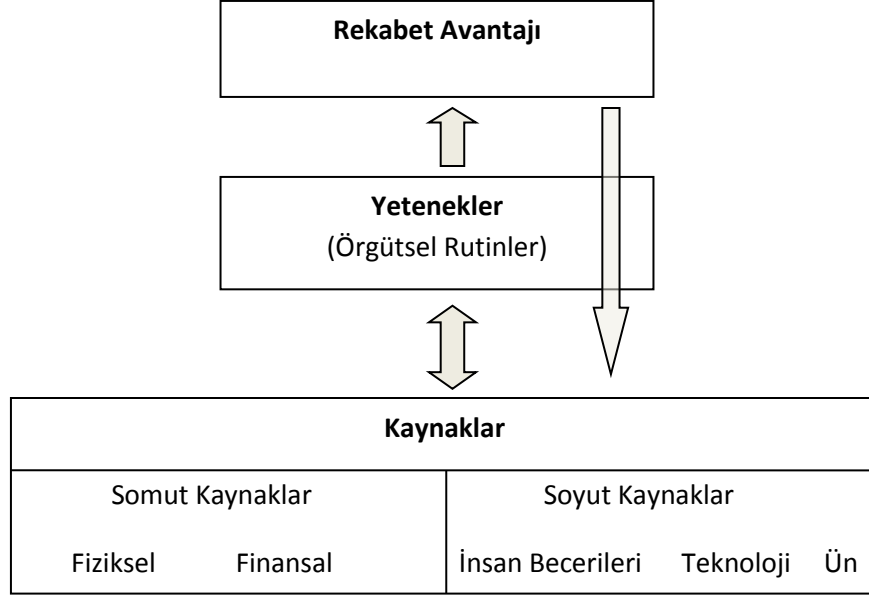 Rekabet Avantajı
Yetenekler
(Örgütsel Rutinler)
Kaynaklar
Somut Kaynaklar
Soyut Kaynaklar
Fiziksel Finansal
İnsan Becerileri Teknoloji Ün